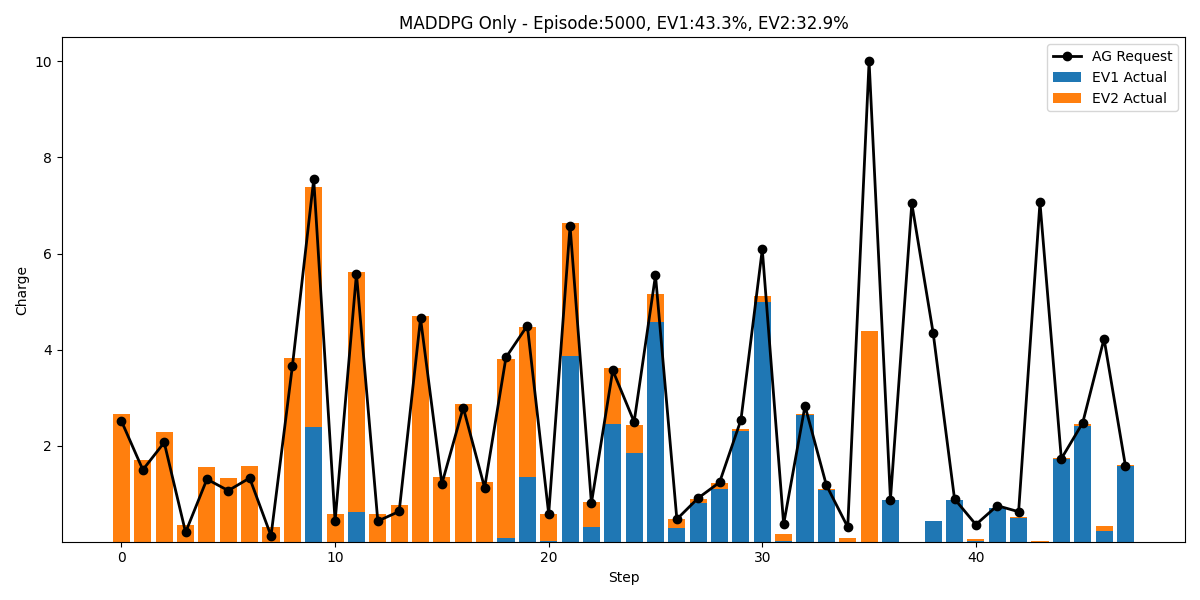 MADDPG Only - Episode:5000, EV1:43.3%, EV2:32.9%
AG Request
EV1 Actual
EV2 Actual
Charge
10
8
6
4
2
0
10
20
30
40
Step